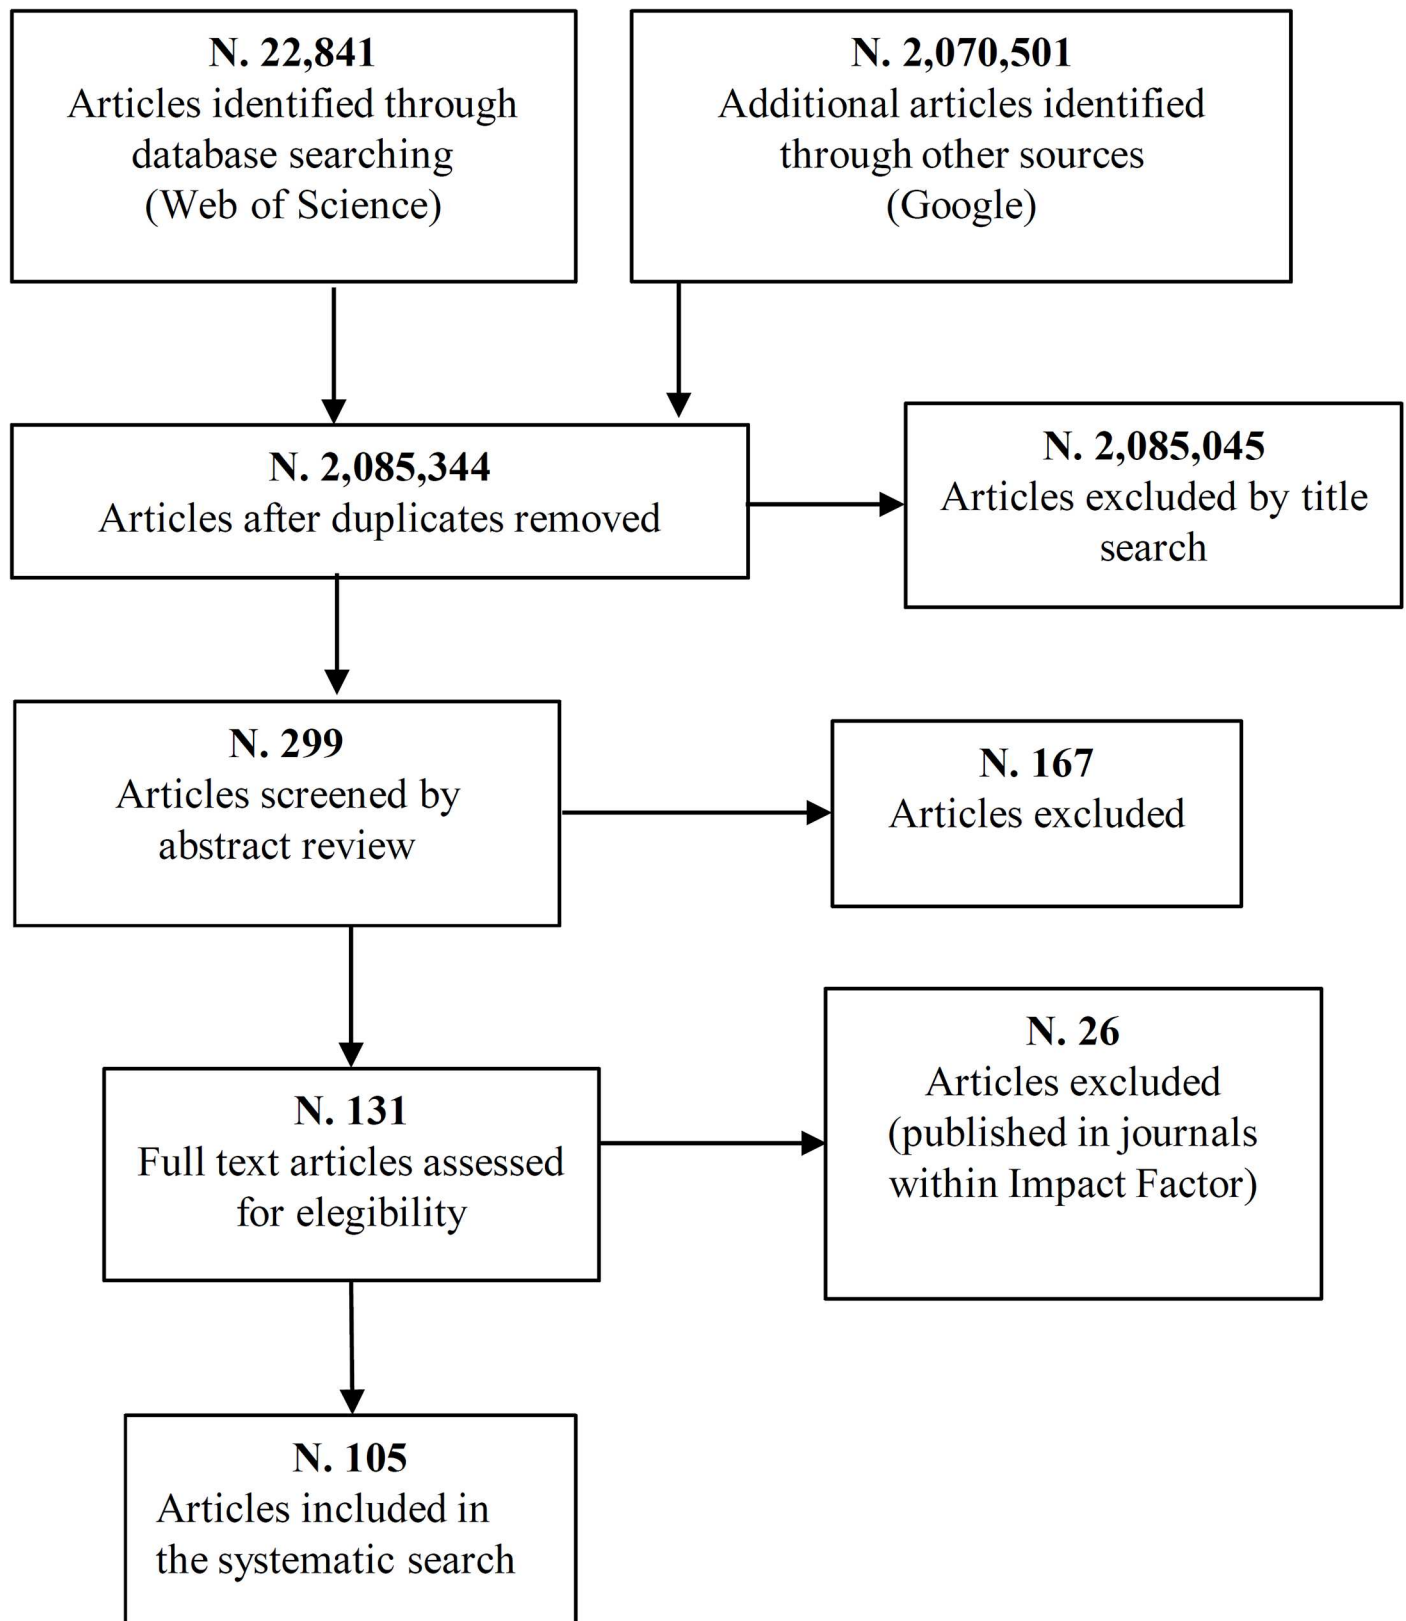 N. 22,841
Articles identified through
database searching
(Web of Science)
N. 2,070,501
Additional articles identified
through other sources
(Google)
N. 2,085,344
Articles after duplicates removed
N. 2,085,045
Articles excluded by title
search
N. 299
Articles screened by
abstract review
N. 167
Articles excluded
N. 131
Full text articles assessed
for elegibility
N. 26
Articles excluded
(published in journals
within Impact Factor)
N. 105
Articles included in
the systematic search